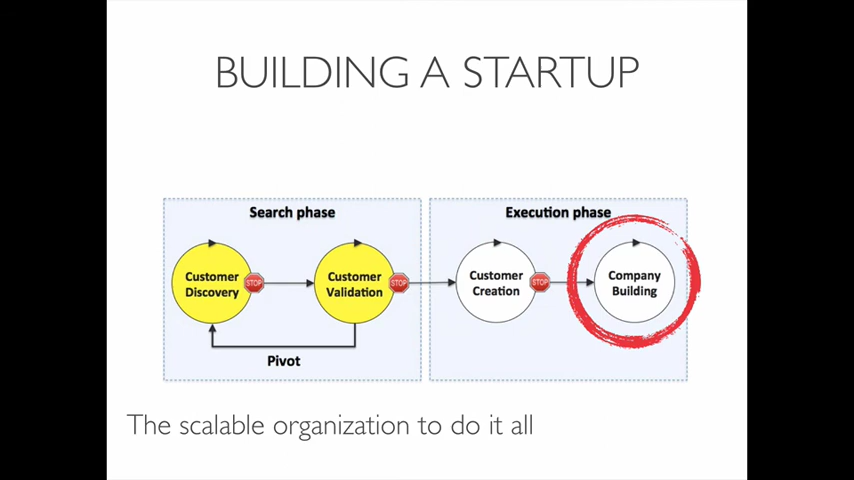 BUILDING A STARTUP
Search phase
Execution phase
Customer
Discovery
STOP
Customer
Validation
STOP
Customer
Creation
STOP
Company
Building
Pivot
The scalable organization to do it all